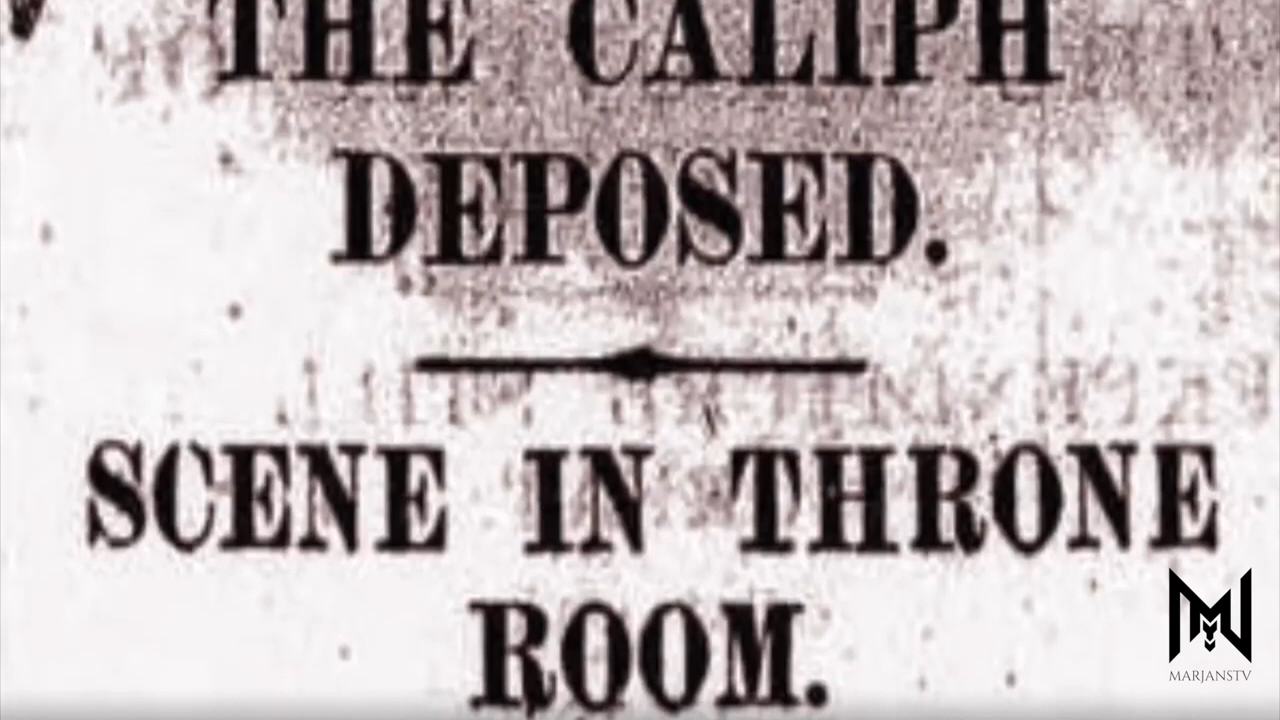 THE CALIPH
DEPOSED.
SCENE IN THRONE
ROOM.
MARJANSTV